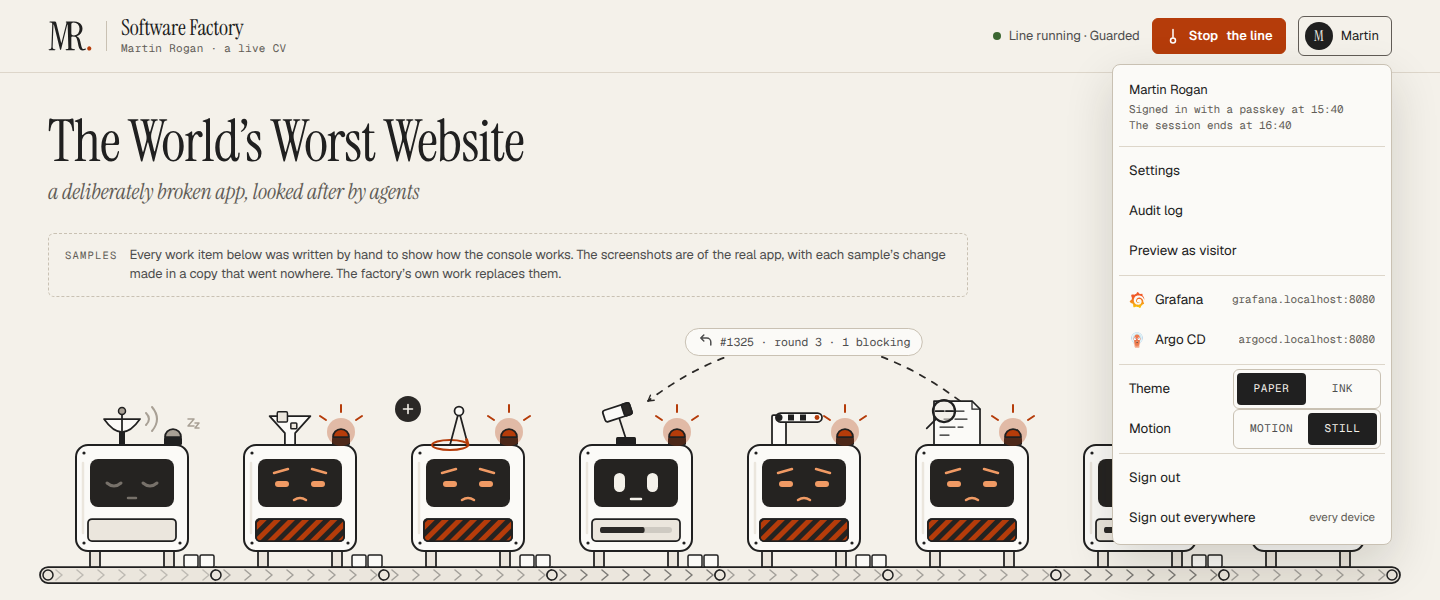 MR.
Software Factory
Martin Rogan · a live CV
Line running · Guarded
Stop the line
M
Martin
Martin Rogan
Signed in with a passkey at 15:40
The session ends at 16:40
Settings
Audit log
Preview as visitor
Grafana grafana.localhost:8080
Argo CD argocd.localhost:8080
Theme PAPER INK
Motion MOTION STILL
Sign out
Sign out everywhere every device
The World's Worst Website
a deliberately broken app, looked after by agents
SAMPLES Every work item below was written by hand to show how the console works. The screenshots are of the real app, with each sample's change
made in a copy that went nowhere. The factory's own work replaces them.
#1325 · round 3 · 1 blocking
zz